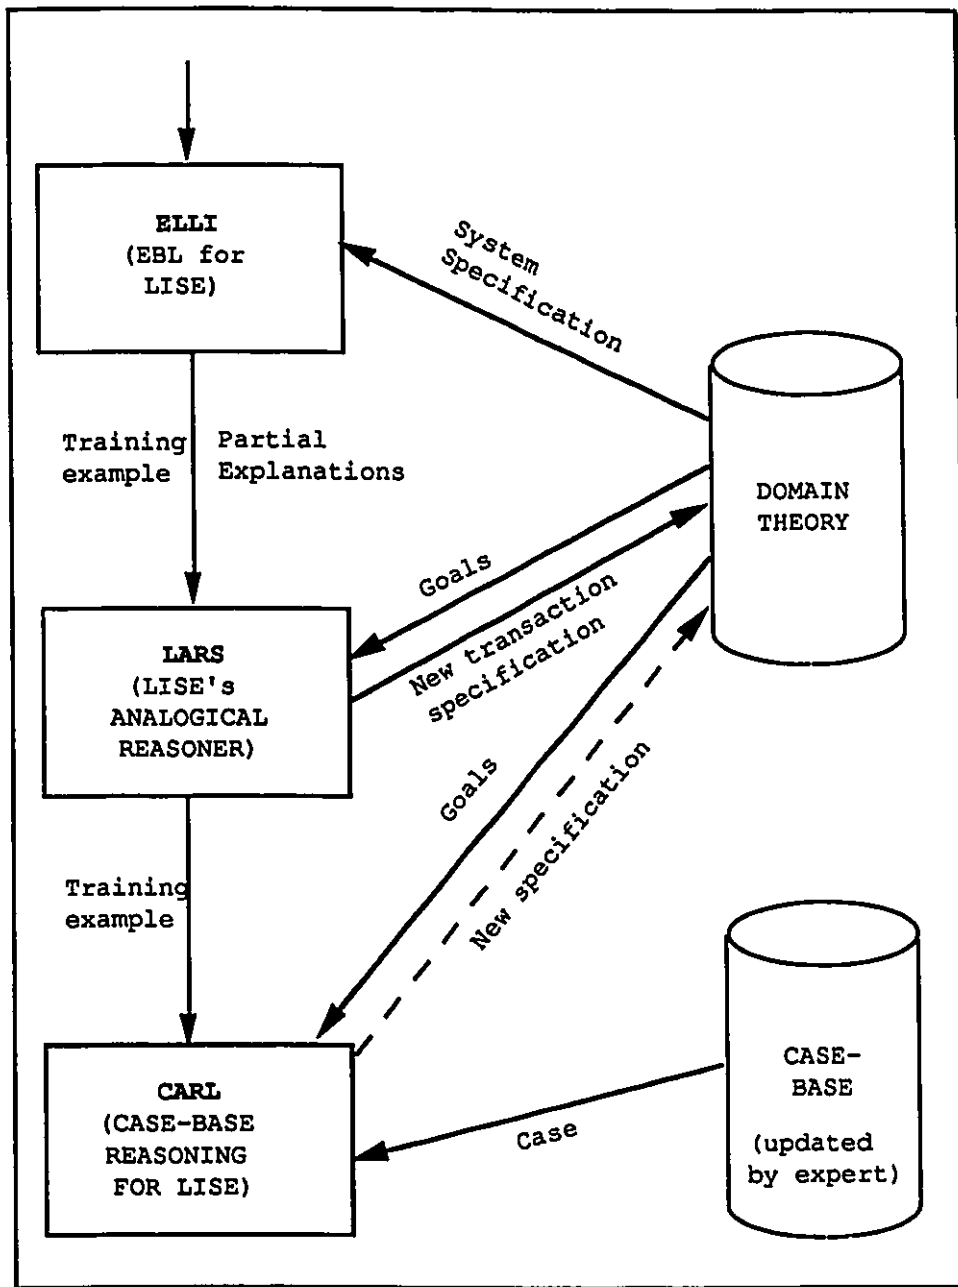 ELLI
(EBL for
LISE)
System
Specification
Training
example
Partial
Explanations
DOMAIN
THEORY
Goals
New transaction
specification
LARS
(LISE's
ANALOGICAL
REASONER)
Goals
New specification
Training
example
CARL
(CASE-BASE
REASONING
FOR LISE)
Case
CASE-
BASE
(updated
by expert)